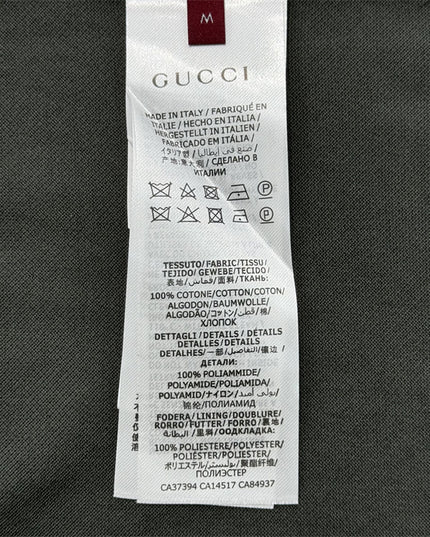 M
GUCCI
MADE IN ITALY / FABRIQUÉ EN
ITALIE / HECHO EN ITALIA /
HERGESTELLT IN ITALIEN /
FABRICADO EM ITÁLIA /
イタリア製 / صنع في إيطاليا /
产地:意大利 / СДЕЛАНО В
ИТАЛИИ
P
P
TESSUTO/FABRIC/TISSU/
TEJIDO/GEWEBE/TECIDO/
表地/قماش/面料/ТКАНЬ:
100% COTONE/COTTON/COTON/
ALGODON/BAUMWOLLE/
ALGODÃO/コットン/قطن/棉/
ХЛОПОК
DETTAGLI / DETAILS / DÉTAILS
DETALLES/DETAILS/
DETALHES/一部/التفاصيل/镶边/
ДЕТАЛИ:
100% POLIAMMIDE/
POLYAMIDE/POLIAMIDA/
POLYAMID/ナイロン/بولي أميد/
锦纶/ПОЛИАМИД
FODERA / LINING/DOUBLURE/
FORRO/FUTTER/ FORRO/裏地/
البطانة/里料/ООДКЛАДКА:
100% POLIESTERE/POLYESTER/
POLIÉSTER/POLIESTER/
ポリエステル/بوليستر/聚酯纤维/
ПОЛИЭСТЕР
CA37394 CA14517 CA84937